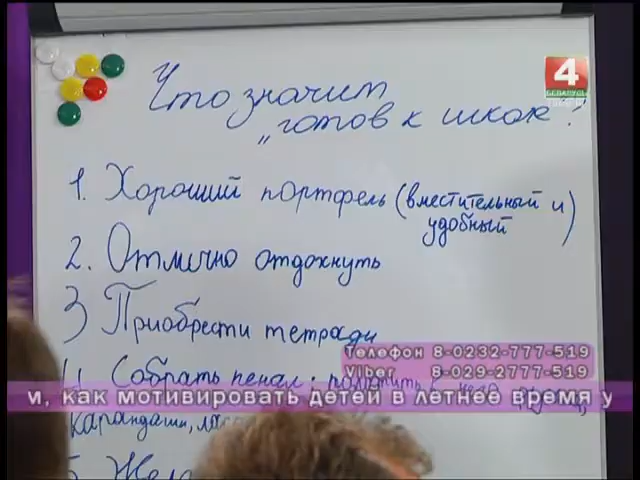 4
БЕЛАРУСЬ
Что значит
„готов к школе"?
1. Хороший портфель (вместительный и
удобный)
2. Отлично отдохнуть
3 Приобрести тетради
Телефон 8-0232-777-519
Viber 8-029-2777-519
Собрать пенал: положить к
и, как мотивировать детей в летнее время у
карандаши,